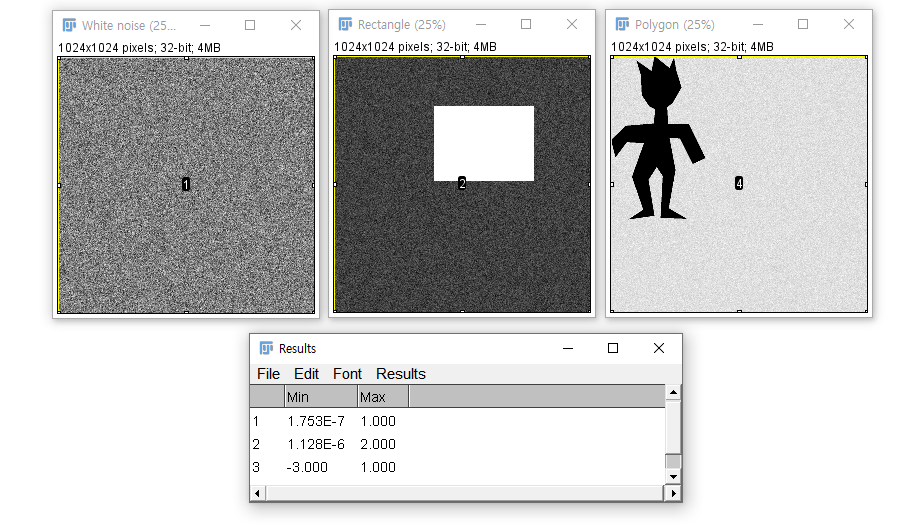 White noise (25...
1024x1024 pixels; 32-bit; 4MB
1
Rectangle (25%)
1024x1024 pixels; 32-bit; 4MB
2
Polygon (25%)
1024x1024 pixels; 32-bit; 4MB
4
Results
File Edit Font Results
Min Max
1 1.753E-7 1.000
2 1.128E-6 2.000
3 -3.000 1.000